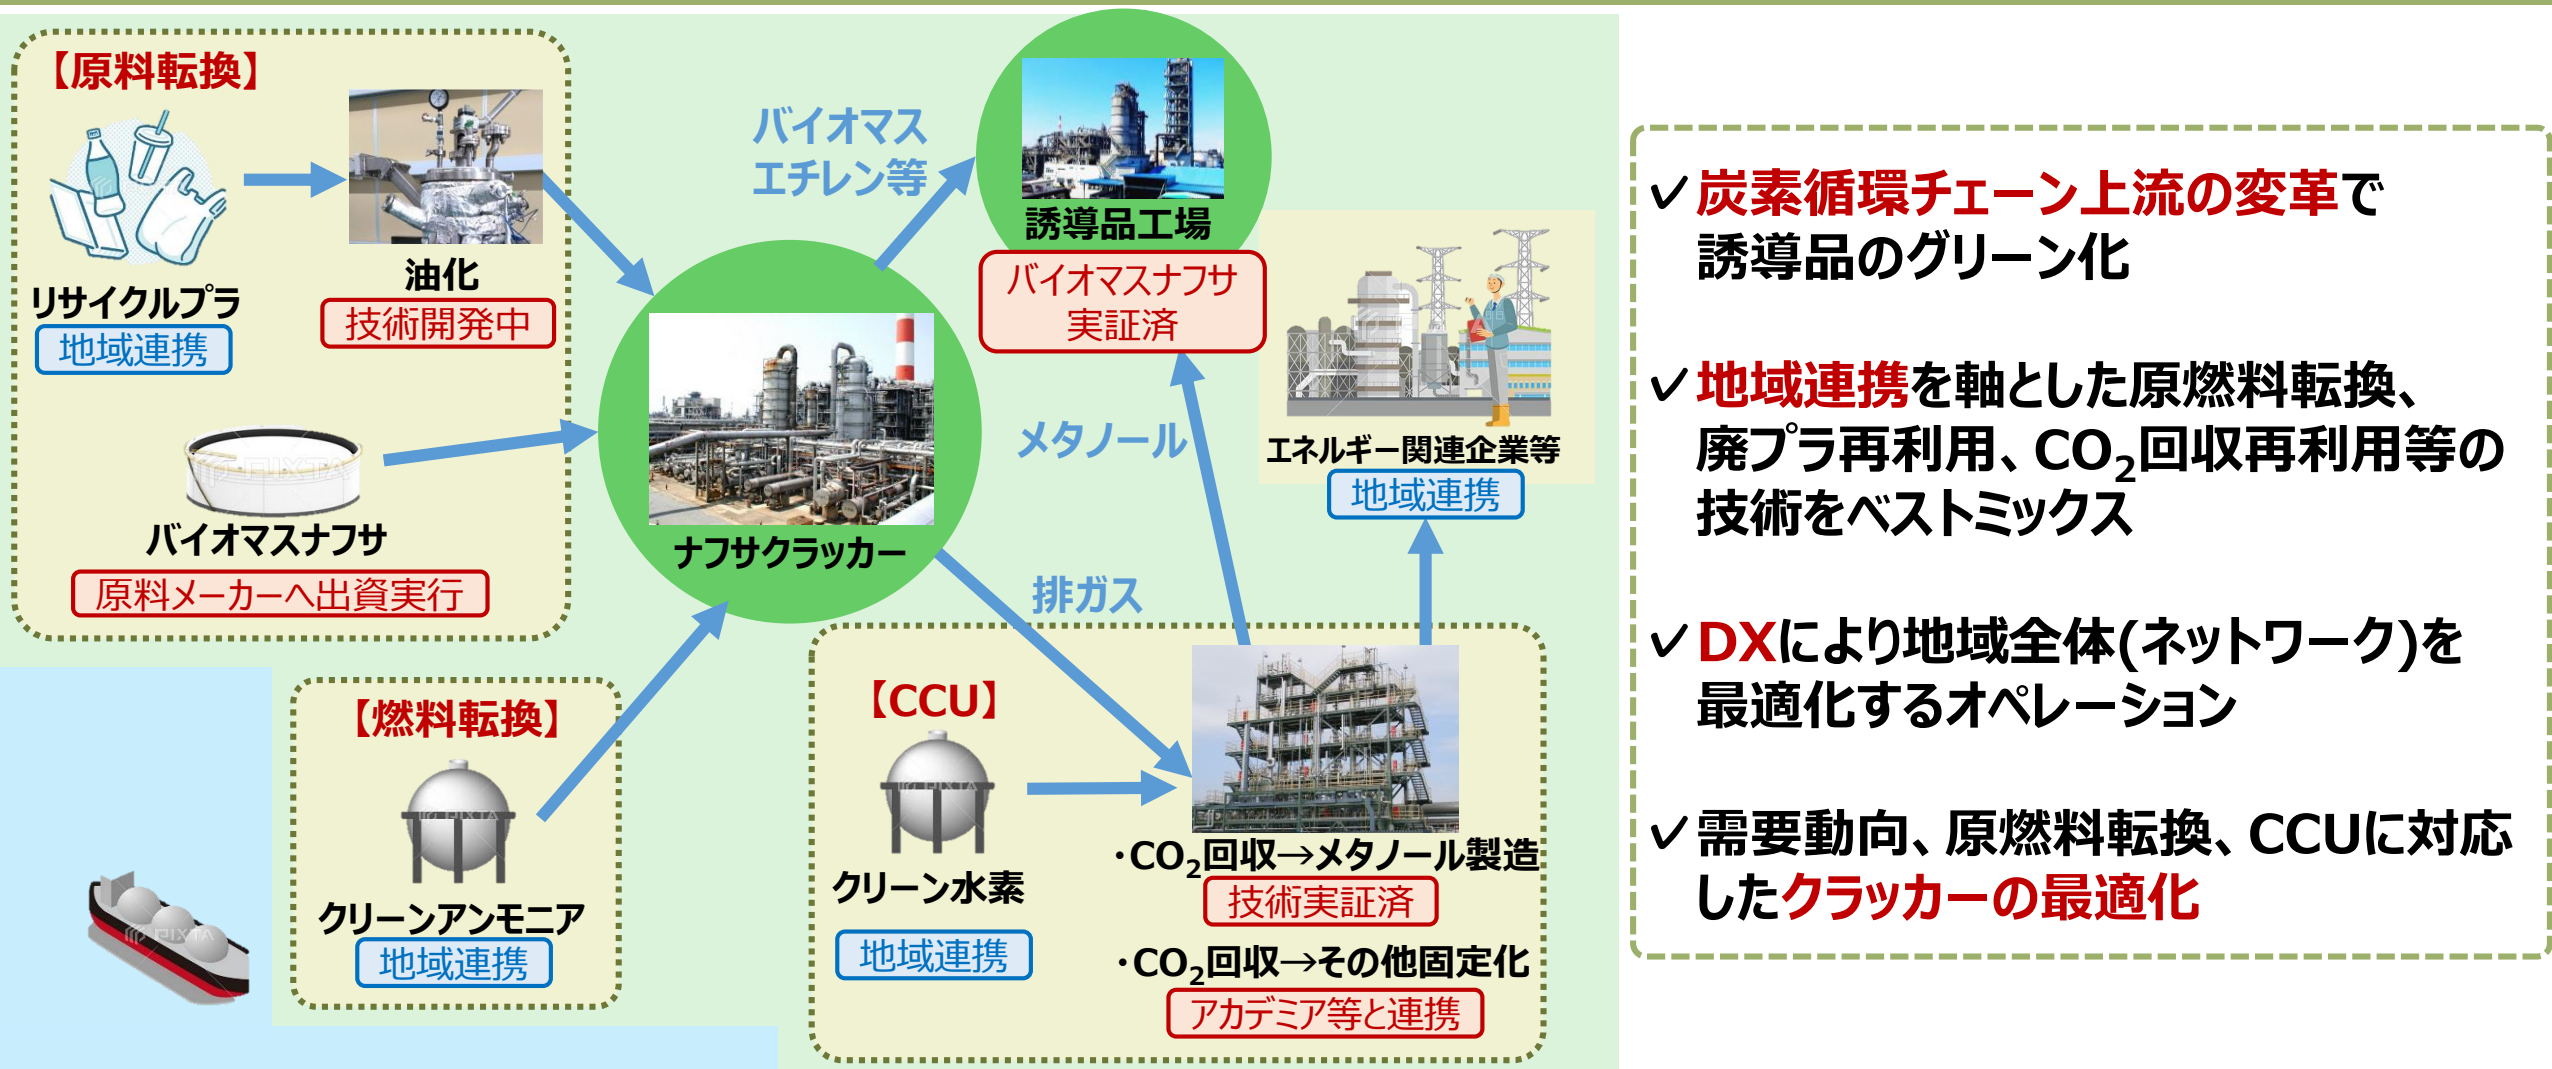 【原料転換】
リサイクルプラ
地域連携
油化
技術開発中
バイオマスナフサ
原料メーカーへ出資実行
【燃料転換】
クリーンアンモニア
地域連携
ナフサクラッカー
バイオマス
エチレン等
誘導品工場
バイオマスナフサ
実証済
メタノール
排ガス
エネルギー関連企業等
地域連携
【CCU】
クリーン水素
地域連携
・CO₂回収→メタノール製造
技術実証済
・CO₂回収→その他固定化
アカデミア等と連携
✓炭素循環チェーン上流の変革で
誘導品のグリーン化
✓地域連携を軸とした原燃料転換、
廃プラ再利用、CO₂回収再利用等の
技術をベストミックス
✓DXにより地域全体(ネットワーク)を
最適化するオペレーション
✓需要動向、原燃料転換、CCUに対応
したクラッカーの最適化
PIXTA
PIXTA
PIXTA